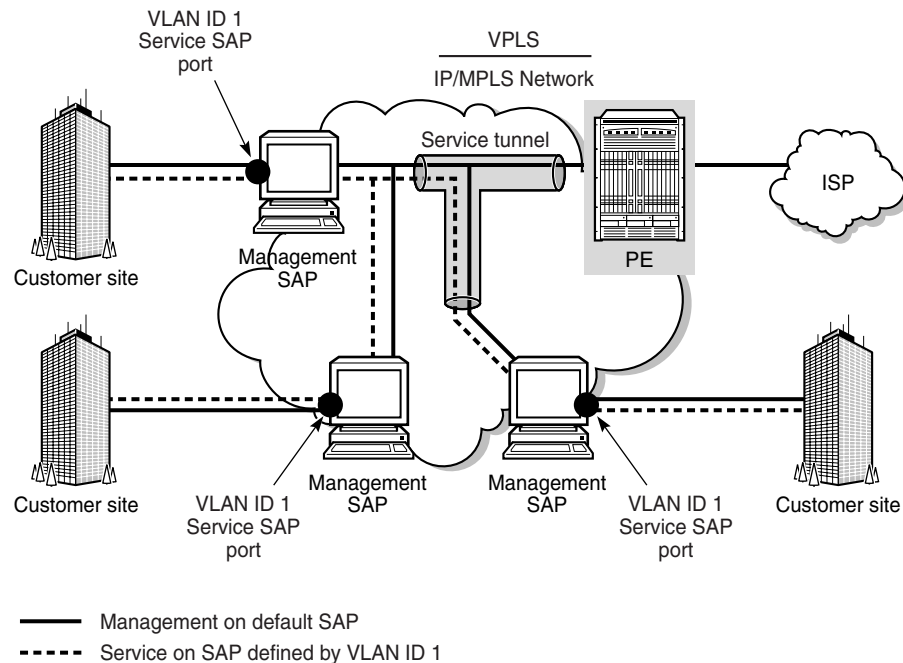 VLAN ID 1
Service SAP
port
VPLS
IP/MPLS Network
Service tunnel
ISP
PE
Customer site
Management
SAP
Customer site
VLAN ID 1
Service SAP
port
Management
SAP
Management
SAP
VLAN ID 1
Service SAP
port
Customer site
Management on default SAP
Service on SAP defined by VLAN ID 1